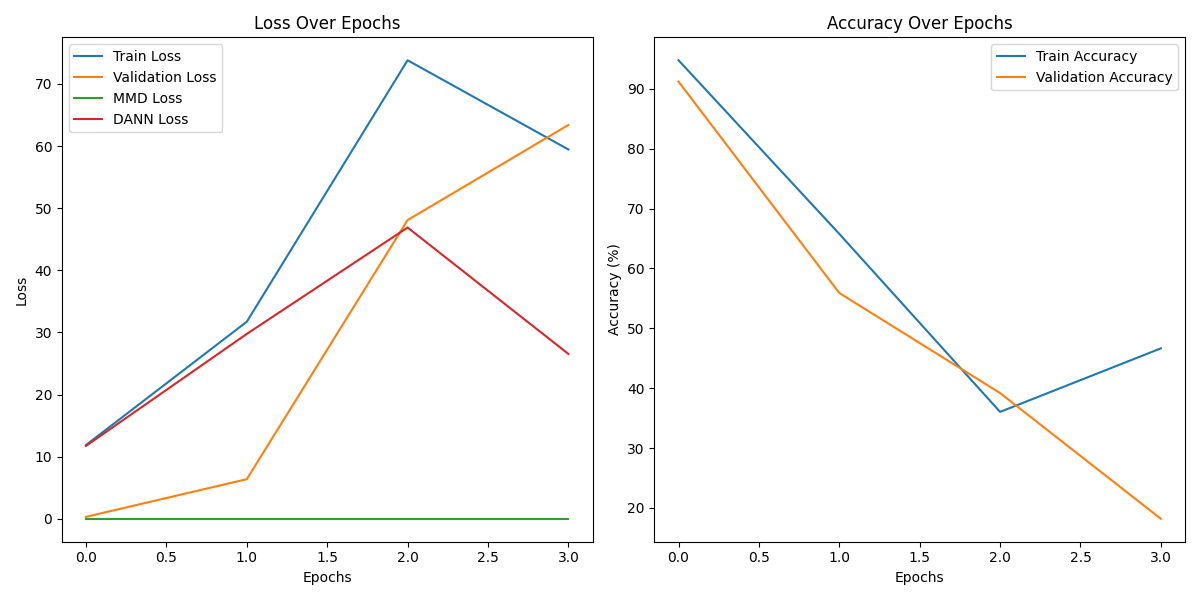 Loss Over Epochs
Train Loss
Validation Loss
MMD Loss
DANN Loss
70
60
50
40
30
20
10
0
Loss
0.0 0.5 1.0 1.5 2.0 2.5 3.0
Epochs
Accuracy Over Epochs
Train Accuracy
Validation Accuracy
90
80
70
60
50
40
30
20
Accuracy (%)
0.0 0.5 1.0 1.5 2.0 2.5 3.0
Epochs